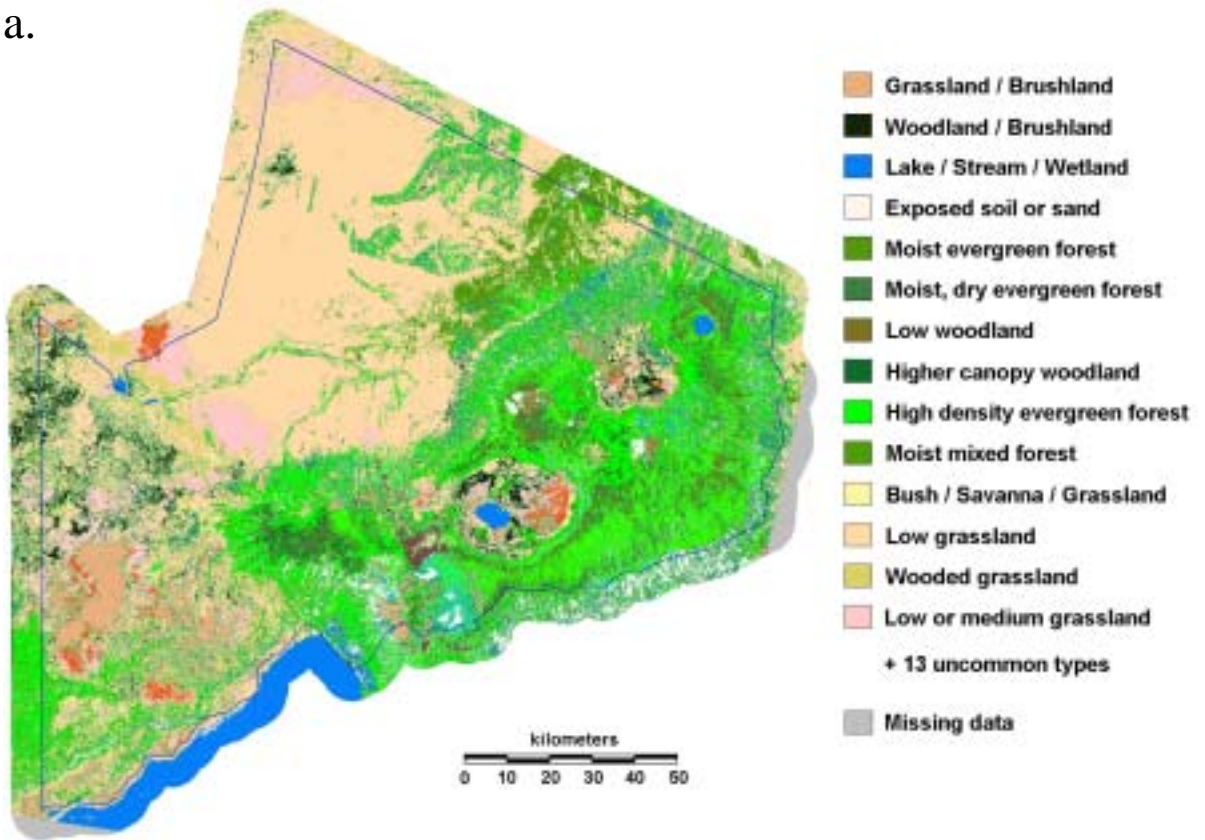 a.
Grassland / Brushland
Woodland / Brushland
Lake / Stream / Wetland
Exposed soil or sand
Moist evergreen forest
Moist, dry evergreen forest
Low woodland
Higher canopy woodland
High density evergreen forest
Moist mixed forest
Bush / Savanna / Grassland
Low grassland
Wooded grassland
Low or medium grassland
+ 13 uncommon types
Missing data
kilometers
0 10 20 30 40 50